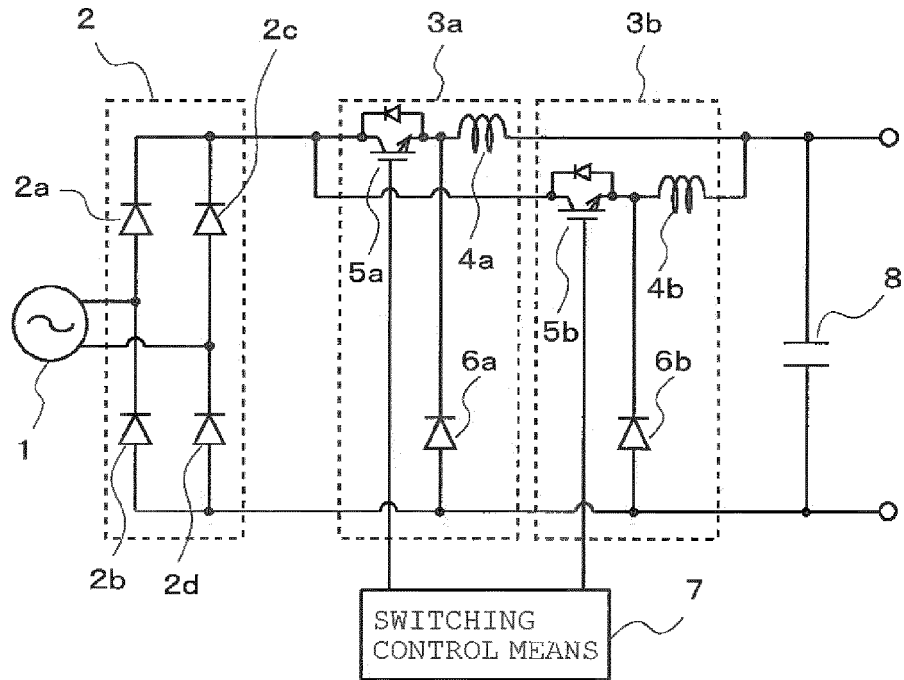 2
2c
3a
3b
2a
5a
4a
5b
4b
8
1
6a
6b
2b
2d
7
SWITCHING
CONTROL MEANS